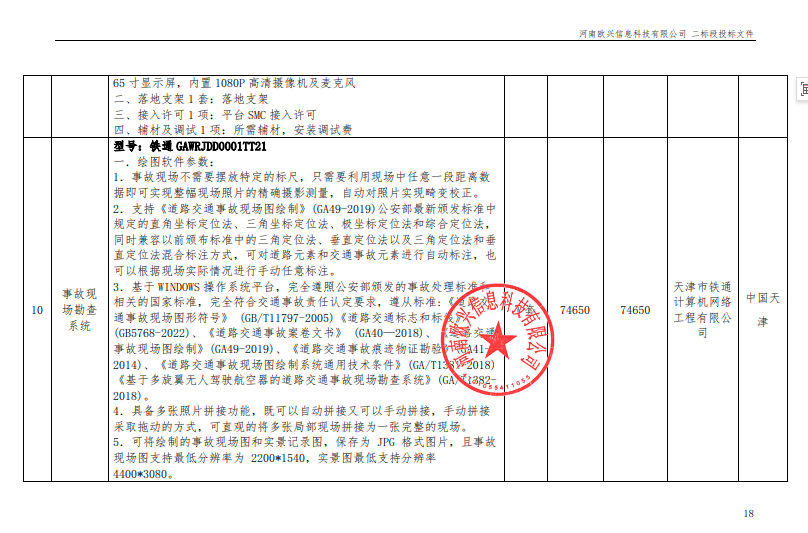 河南欧兴信息科技有限公司 二标段投标文件
65 寸显示屏，内置 1080P 高清摄像机及麦克风
二、落地支架 1 套：落地支架
三、接入许可 1 项：平台 SMC 接入许可
四、辅材及调试 1 项：所需辅材，安装调试费
10
事故现
场勘查
系统
型号：铁通 GAWRJDD0001TT21
一．绘图软件参数：
1．事故现场不需要摆放特定的标尺，只需要利用现场中任意一段距离数
据即可实现整幅现场照片的精确摄影测量，自动对照片实现畸变校正。
2．支持《道路交通事故现场图绘制》(GA49-2019)公安部最新颁发标准中
规定的直角坐标定位法、三角坐标定位法、极坐标定位法和综合定位法，
同时兼容以前颁布标准中的三角定位法、垂直定位法以及三角定位法和垂
直定位法混合标注方式，可对道路元素和交通事故元素进行自动标注，也
可以根据现场实际情况进行手动任意标注。
3．基于 WINDOWS 操作系统平台，完全遵照公安部颁发的事故处理标准和
相关的国家标准，完全符合交通事故责任认定要求，遵从标准:《道路交
通事故现场图形符号》 (GB/T11797-2005)《道路交通标志和标线》
(GB5768-2022)、《道路交通事故案卷文书》 (GA40—2018)、《道路交通
事故现场图绘制》(GA49-2019)、《道路交通事故痕迹物证勘验》(GA41-
2014)、《道路交通事故现场图绘制系统通用技术条件》(GA/T1381-2018)
《基于多旋翼无人驾驶航空器的道路交通事故现场勘查系统》(GA/T1382-
2018)。
4．具备多张照片拼接功能，既可以自动拼接又可以手动拼接，手动拼接
采取拖动的方式，可直观的将多张局部现场拼接为一张完整的现场。
5．可将绘制的事故现场图和实景记录图，保存为 JPG 格式图片，且事故
现场图支持最低分辨率为 2200*1540，实景图最低支持分辨率
4400*3080。
套
74650
74650
天津市铁通
计算机网络
工程有限公
司
中国天
津
河南欧兴信息科技有限公司
18